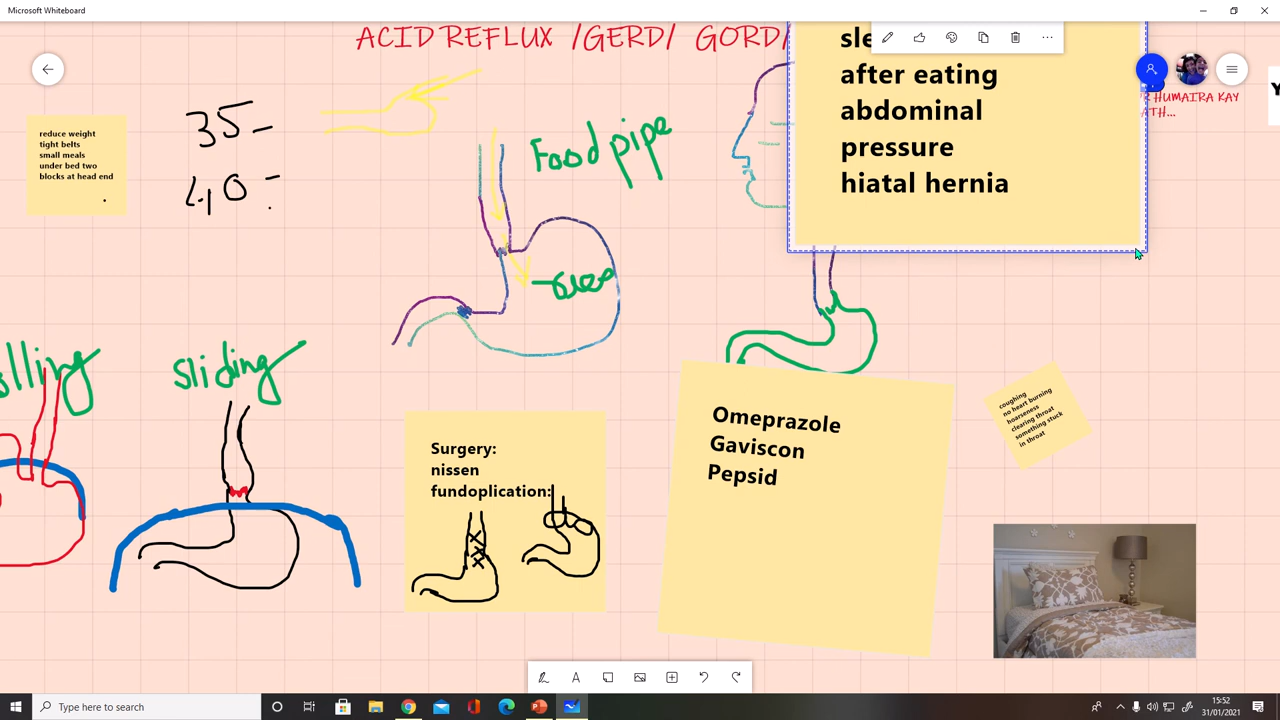 Microsoft Whiteboard
ACID REFLUX /GERD/ GORD/
sle
after eating
abdominal
pressure
hiatal hernia
HUMAIRA KAY
ATH...
reduce weight
tight belts
small meals
under bed two
blocks at head end
.
35-
40-
Food pipe
olling
sliding
Surgery:
nissen
fundoplication:
Omeprazole
Gaviscon
Pepsid
coughing
no heart burning
hoarseness
clearing throat
something stuck
in throat
Type here to search
15:52
31/01/2021